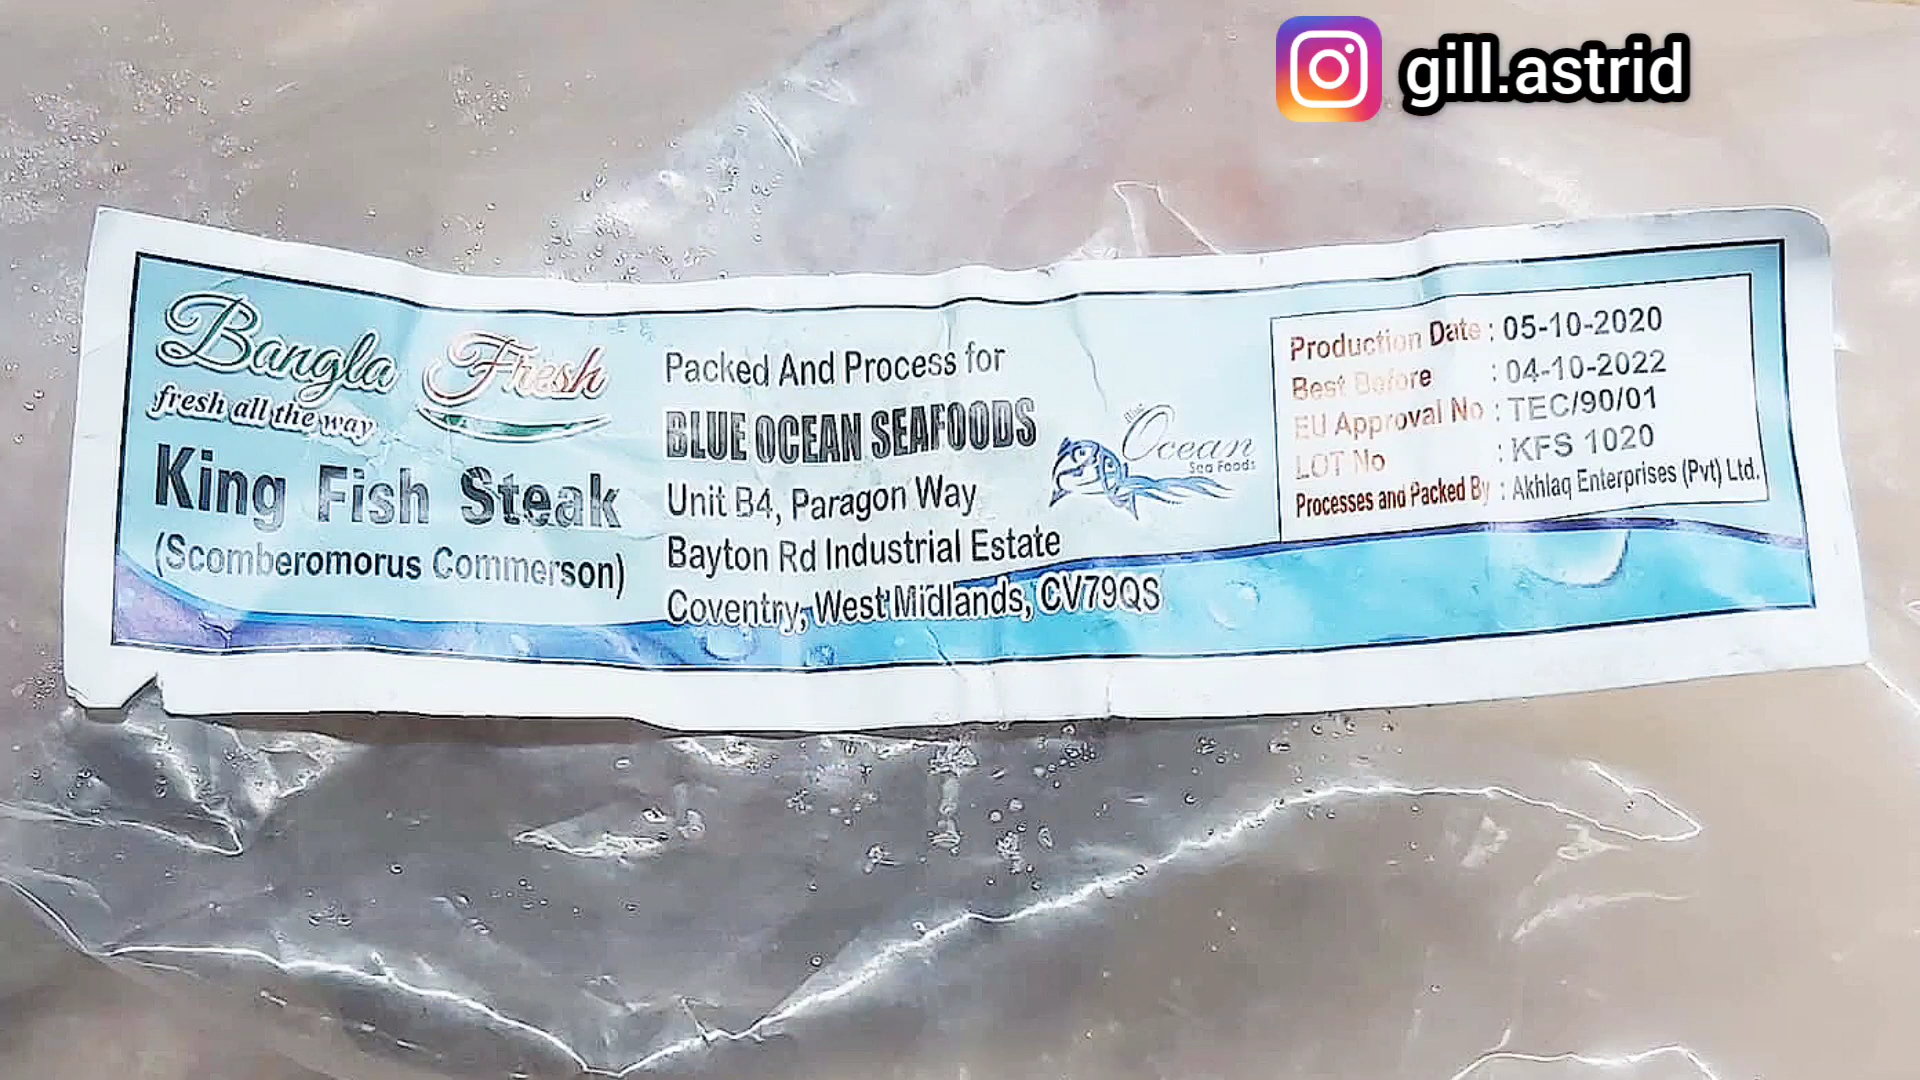 gill.astrid
Bangla Fresh
fresh all the way
King Fish Steak
(Scomberomorus Commerson)
Packed And Process for
BLUE OCEAN SEAFOODS
Unit B4, Paragon Way
Bayton Rd Industrial Estate
Coventry, West Midlands, CV79QS
Blue
Ocean
Sea Foods
Production Date : 05-10-2020
Best Before : 04-10-2022
EU Approval No : TEC/90/01
LOT No : KFS 1020
Processes and Packed By : Akhlaq Enterprises (Pvt) Ltd.